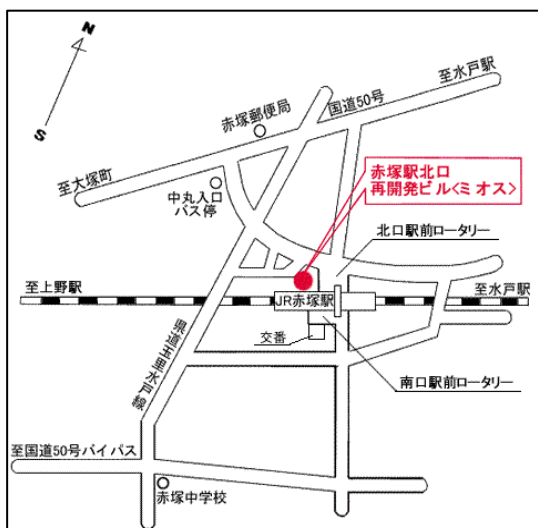 N
S
至水戸駅
国道50号
赤塚郵便局
至大塚町
中丸入口
バス停
赤塚駅北口
再開発ビル<ミオス>
北口駅前ロータリー
至上野駅
JR赤塚駅
至水戸駅
交番
県道玉里水戸線
南口駅前ロータリー
至国道50号バイパス
赤塚中学校